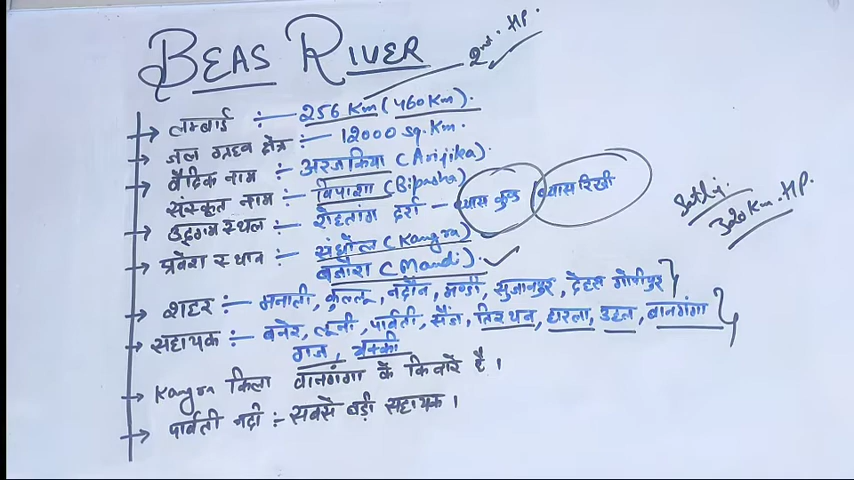 BEAS RIVER
2nd. HP.
→ लम्बाई :— 256 Km (460 Km).
→ जल ग्रहण क्षेत्र :— 12000 sq. Km.
→ वैदिक नाम :— अरजकिया (Arijika).
→ संस्कृत नाम :— विपाशा (Bipasha)
→ उद्गम स्थल :— रोहतांग दर्रा — व्यास कुण्ड / व्यास रिखी
→ प्रवेश स्थान :— संधोल (Kangra)
बजौरा (Mandi).
Satluj.
320 Km. HP.
→ शहर :— मनाली, कुल्लू, नदौन, मण्डी, सुजानपुर, देहरा गोपीपुर
→ सहायक :— बनेर, लूनी, पार्वती, सैंज, तिरथन, हारला, उहल, बानगंगा
गज, चक्की
→ Kangra किला बानगंगा के किनारे है।
→ पार्वती नदी :— सबसे बड़ी सहायक।